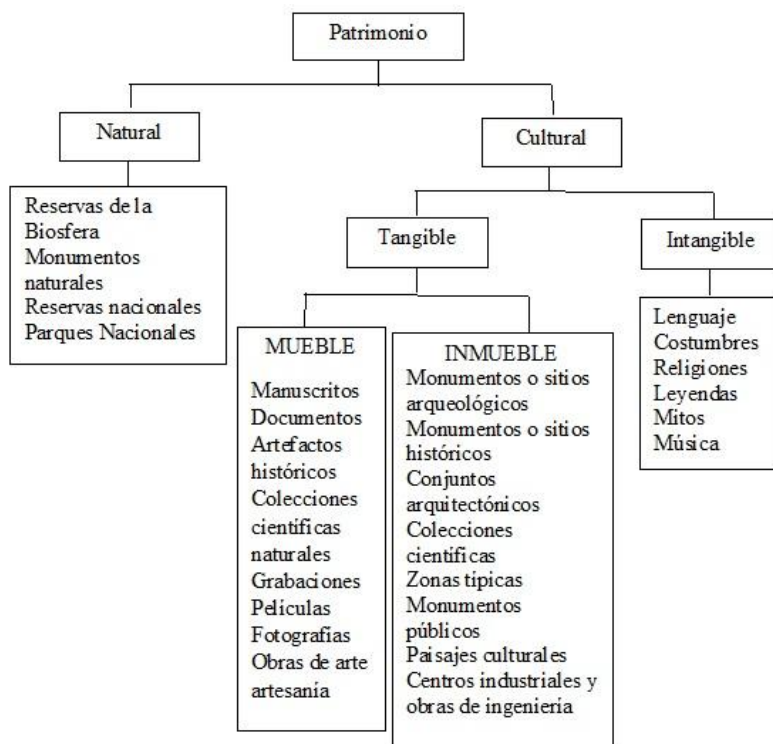 Patrimonio
Natural
Cultural
Reservas de la
Biosfera
Monumentos
naturales
Reservas nacionales
Parques Nacionales
Tangible
Intangible
MUEBLE
Manuscritos
Documentos
Artefactos
históricos
Colecciones
científicas
naturales
Grabaciones
Películas
Fotografías
Obras de arte
artesanía
INMUEBLE
Monumentos o sitios
arqueológicos
Monumentos o sitios
históricos
Conjuntos
arquitectónicos
Colecciones
científicas
Zonas típicas
Monumentos
públicos
Paisajes culturales
Centros industriales y
obras de ingeniería
Lenguaje
Costumbres
Religiones
Leyendas
Mitos
Música